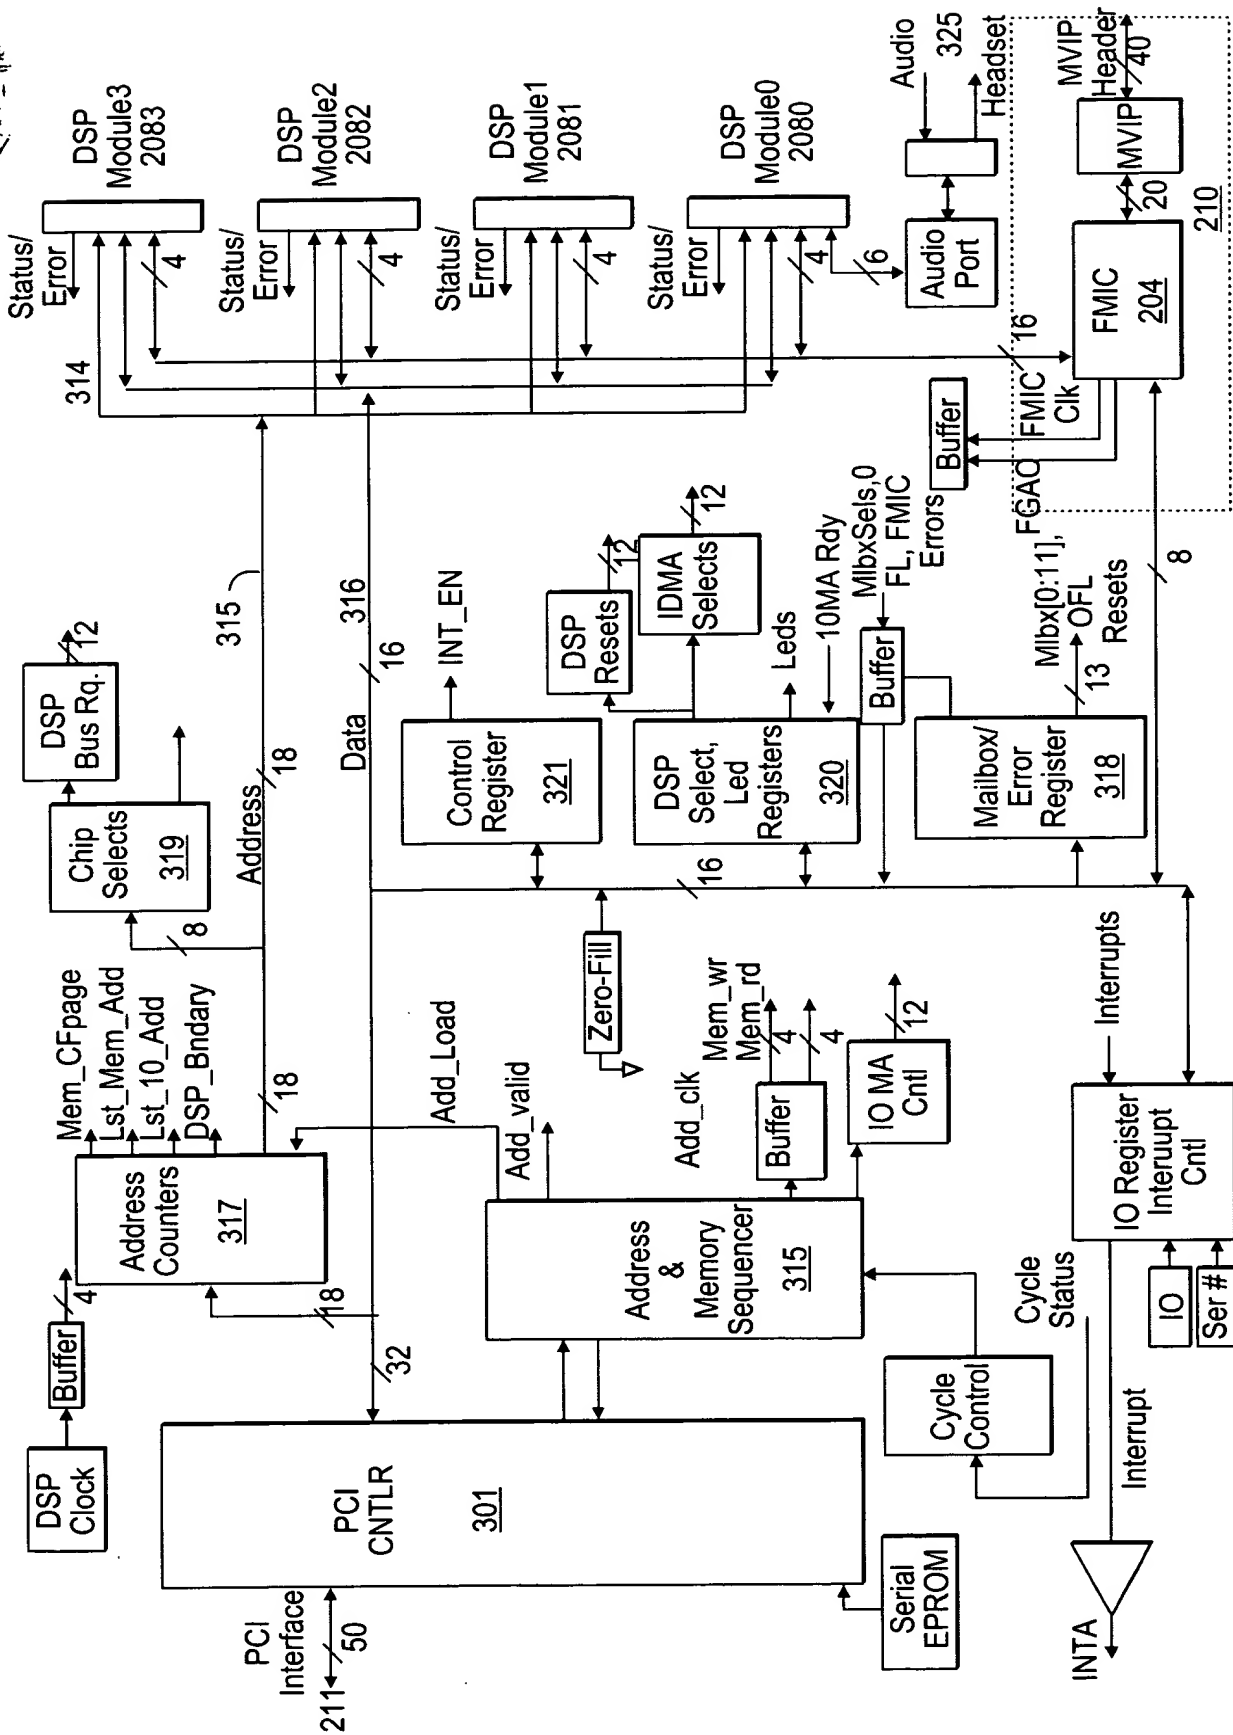 DSP
Module3
2083
DSP
Module2
2082
DSP
Module1
2081
DSP
Module0
2080
Audio
325
Headset
MVIP
Header
40
Status/
Error
4
Status/
Error
4
Status/
Error
4
Status/
Error
4
6
Audio
Port
MVIP
20
210
FMIC
204
314
16
FMIC
Clk
FGAO
Buffer
8
315
316
16
Data
DSP
Bus Rq.
12
Chip
Selects
319
Address
18
8
INT_EN
Control
Register
321
DSP
Resets
12
IDMA
Selects
12
Leds
10MA Rdy
DSP
Select,
Led
Registers
320
MlbxSels,0
FL, FMIC
Errors
Buffer
Mlbx[0:11],
OFL
Resets
13
Mailbox/
Error
Register
318
16
Zero-Fill
Mem_CFpage
Lst_Mem_Add
Lst_10_Add
DSP_Bndary
18
Address
Counters
317
Add_Load
Add_valid
Add_clk
Mem_wr
Mem_rd
4
4
Buffer
12
IO MA
Cntl
Interrupts
IO Register
Interuupt
Cntl
IO
Ser #
Address
&
Memory
Sequencer
315
18
32
DSP
Clock
Buffer
4
Cycle
Control
Cycle
Status
Interrupt
INTA
PCI
CNTLR
301
Serial
EPROM
PCI
Interface
211
50